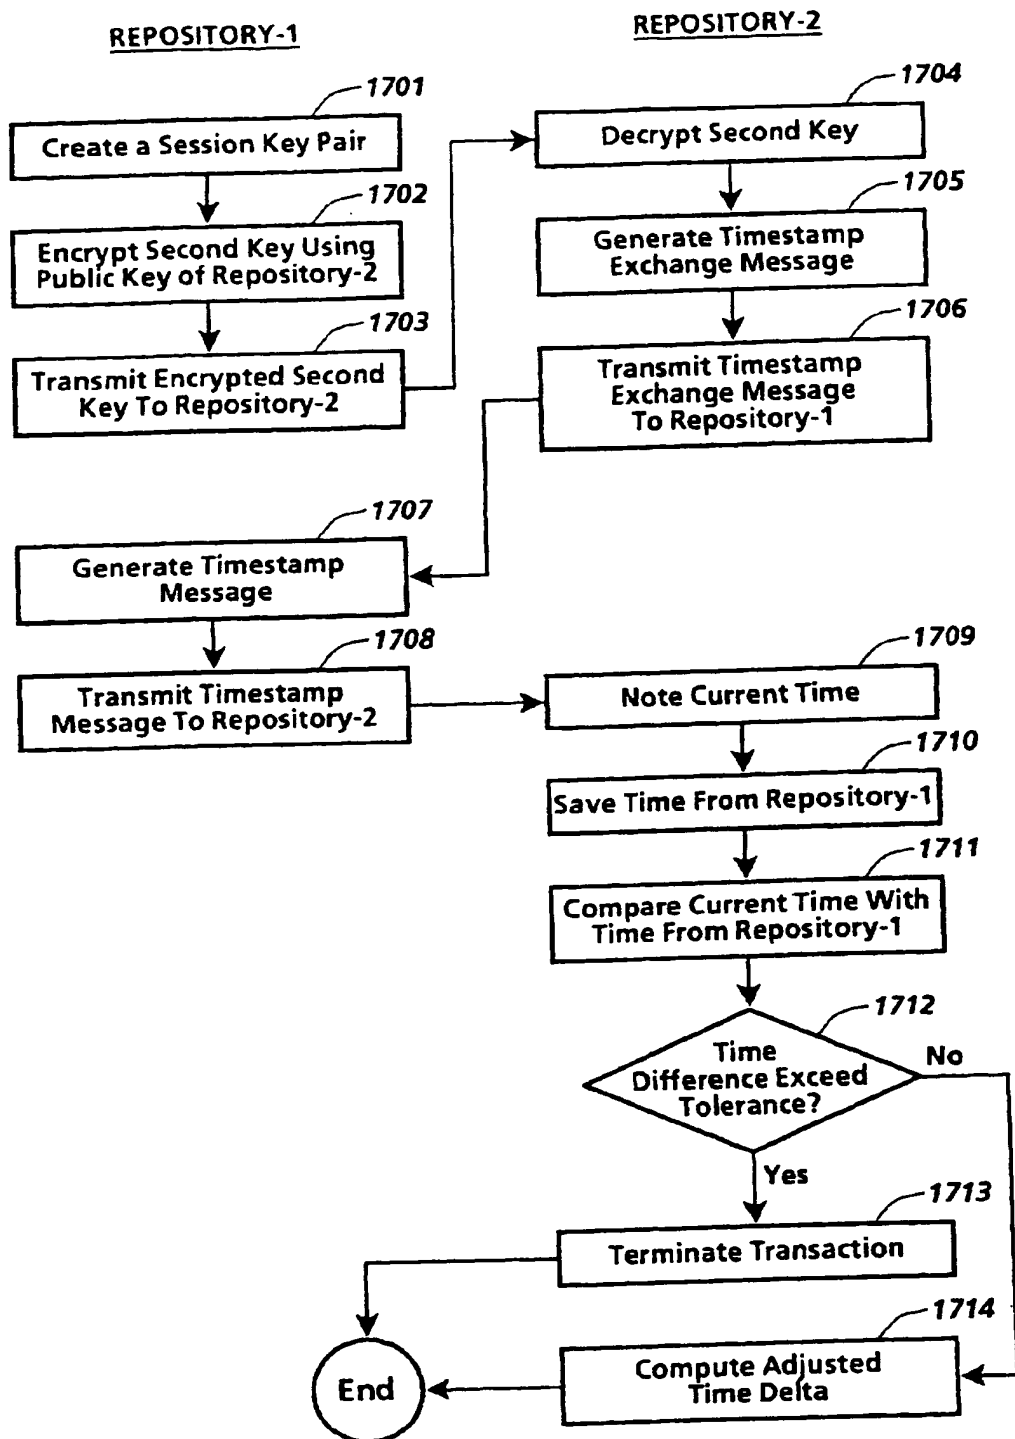 REPOSITORY-1
REPOSITORY-2
1701
Create a Session Key Pair
1702
Encrypt Second Key Using
Public Key of Repository-2
1703
Transmit Encrypted Second
Key To Repository-2
1704
Decrypt Second Key
1705
Generate Timestamp
Exchange Message
1706
Transmit Timestamp
Exchange Message
To Repository-1
1707
Generate Timestamp
Message
1708
Transmit Timestamp
Message To Repository-2
1709
Note Current Time
1710
Save Time From Repository-1
1711
Compare Current Time With
Time From Repository-1
1712
Time
Difference Exceed
Tolerance?
No
Yes
1713
Terminate Transaction
1714
Compute Adjusted
Time Delta
End